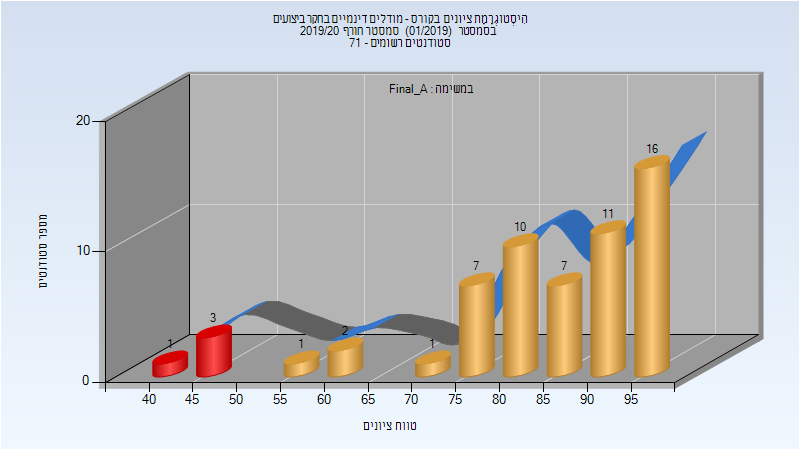 היסטוגרמת ציונים בקורס - מודלים דינמיים בחקר ביצועים
בסמסטר (01/2019) סמסטר חורף 2019/20
סטודנטים רשומים - 71
במשימה : Final_A
מספר סטודנטים
20
10
0
1
3
1
2
1
7
10
7
11
16
40 45 50 55 60 65 70 75 80 85 90 95
טווח ציונים